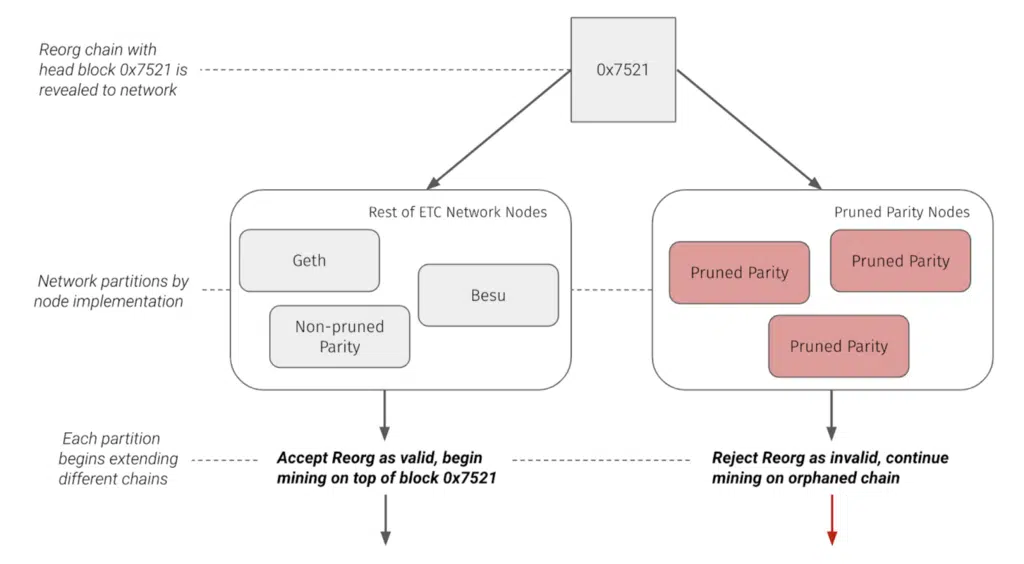 Reorg chain with
head block 0x7521 is
revealed to network
0x7521
Rest of ETC Network Nodes
Pruned Parity Nodes
Geth
Besu
Non-pruned
Parity
Pruned Parity
Pruned Parity
Pruned Parity
Network partitions by
node implementation
Each partition
begins extending
different chains
Accept Reorg as valid, begin
mining on top of block 0x7521
Reject Reorg as invalid, continue
mining on orphaned chain